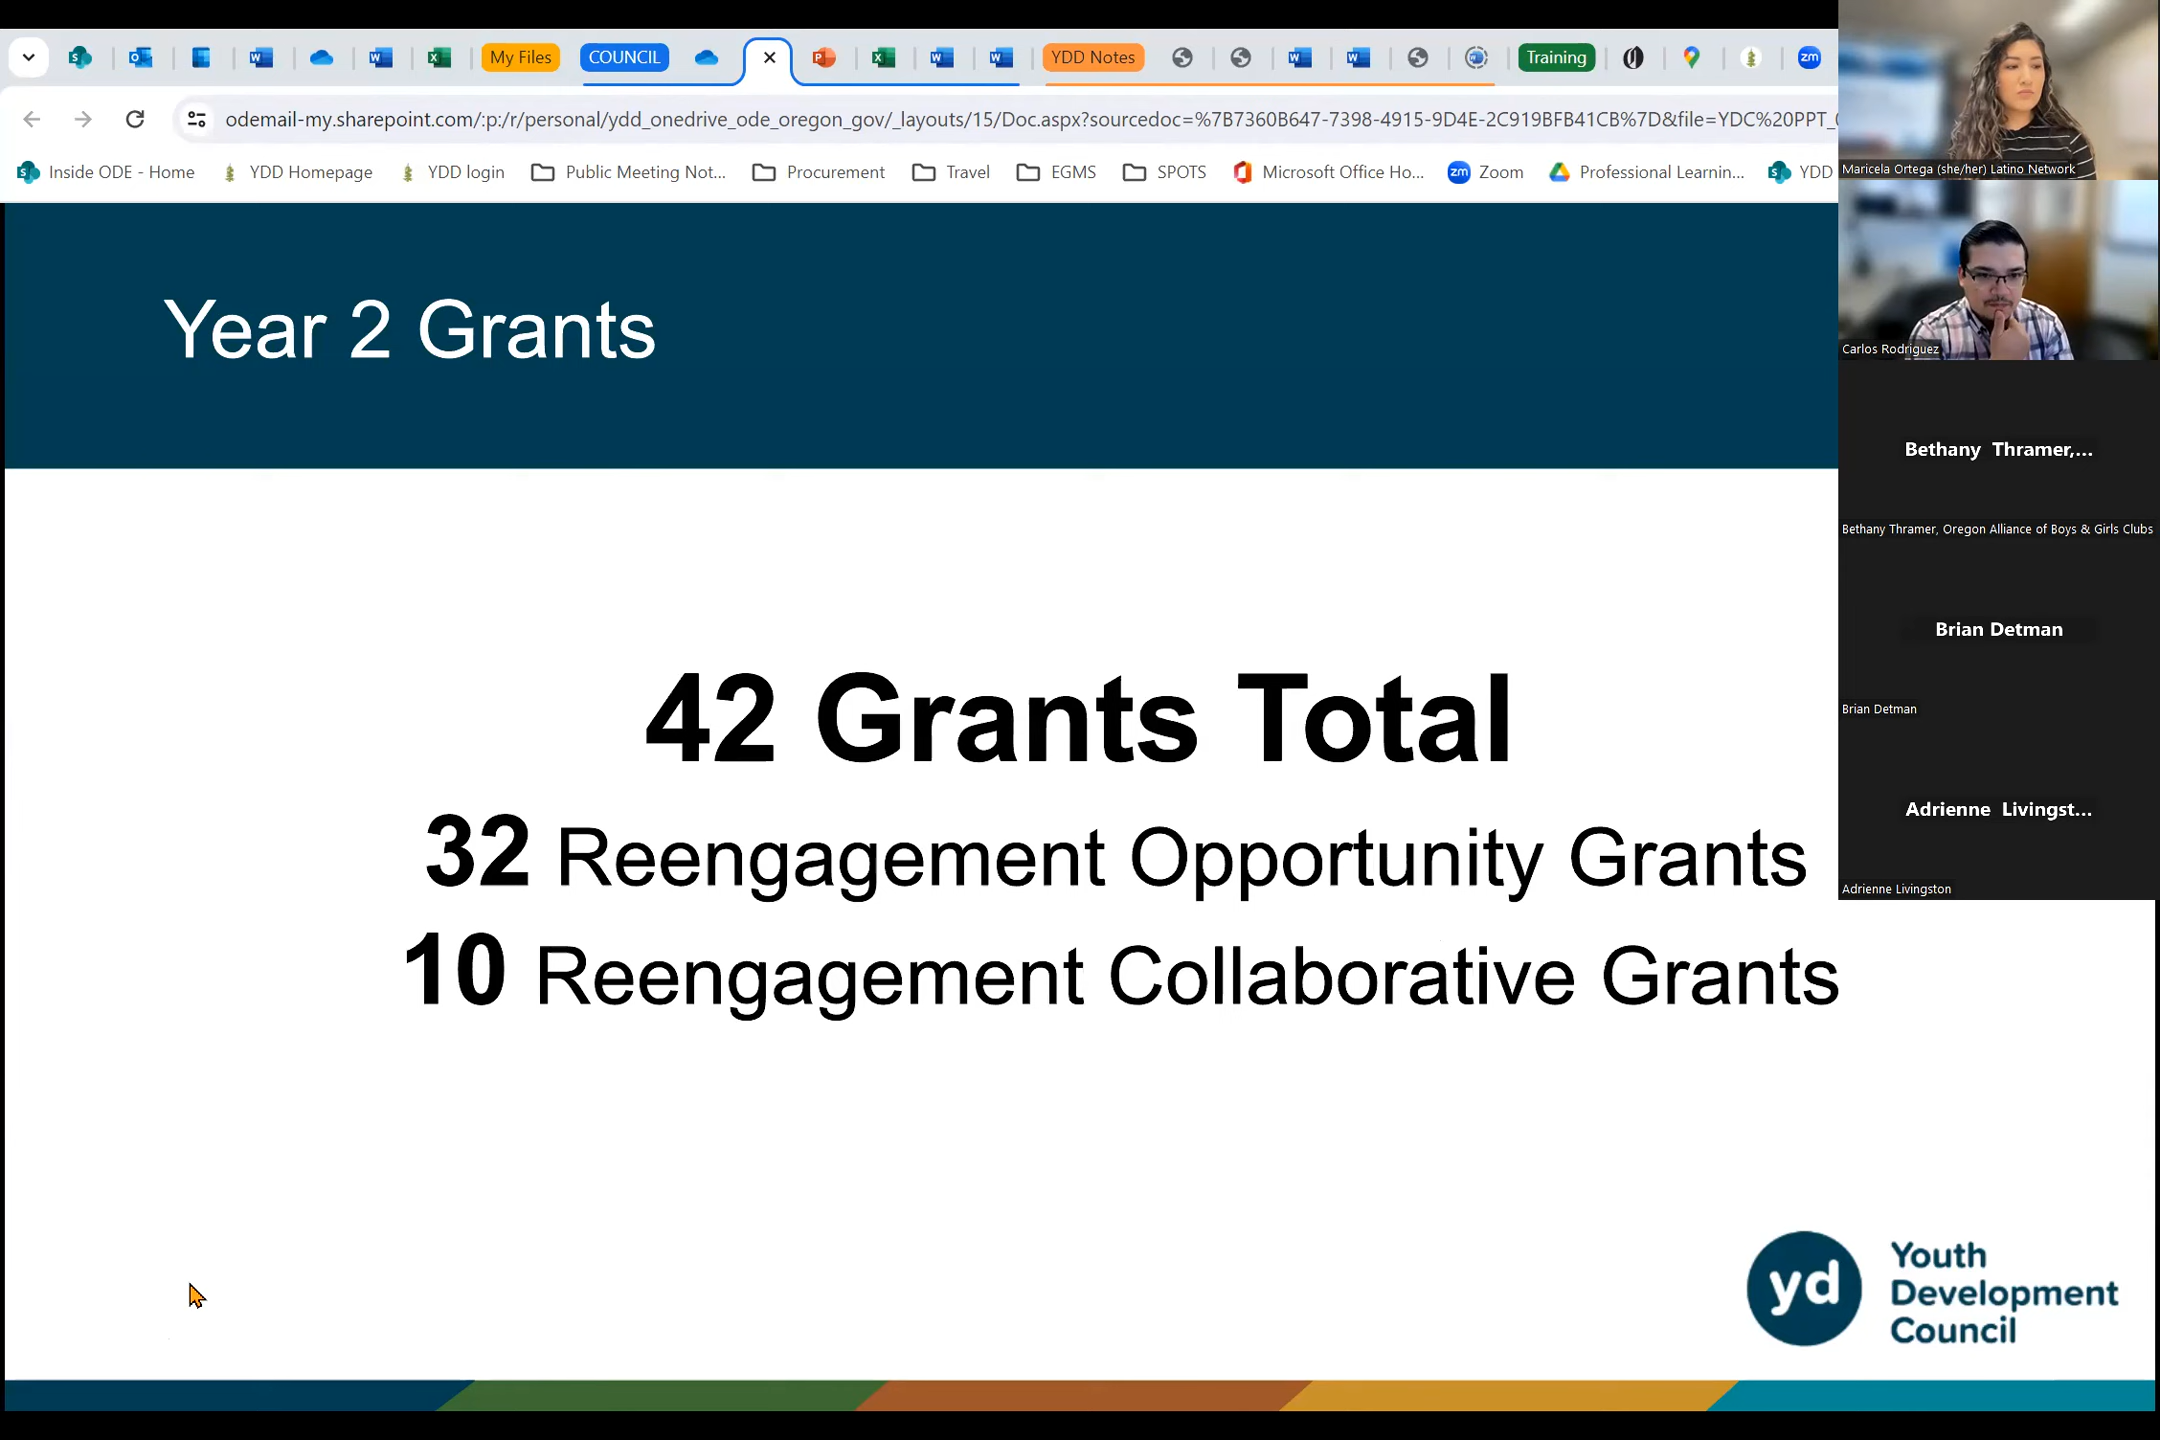 My Files
COUNCIL
YDD Notes
Training
zm
odemail-my.sharepoint.com/:p:/r/personal/ydd_onedrive_ode_oregon_gov/_layouts/15/Doc.aspx?sourcedoc=%7B7360B647-7398-4915-9D4E-2C919BFB41CB%7D&file=YDC%20PPT_
Inside ODE - Home
YDD Homepage
YDD login
Public Meeting Not...
Procurement
Travel
EGMS
SPOTS
Microsoft Office Ho...
zm Zoom
Professional Learnin...
YDD
Maricela Ortega (she/her) Latino Network
Carlos Rodriguez
Bethany Thramer,...
Bethany Thramer, Oregon Alliance of Boys & Girls Clubs
Brian Detman
Brian Detman
Adrienne Livingst...
Adrienne Livingston
Year 2 Grants
42 Grants Total
32 Reengagement Opportunity Grants
10 Reengagement Collaborative Grants
yd
Youth
Development
Council